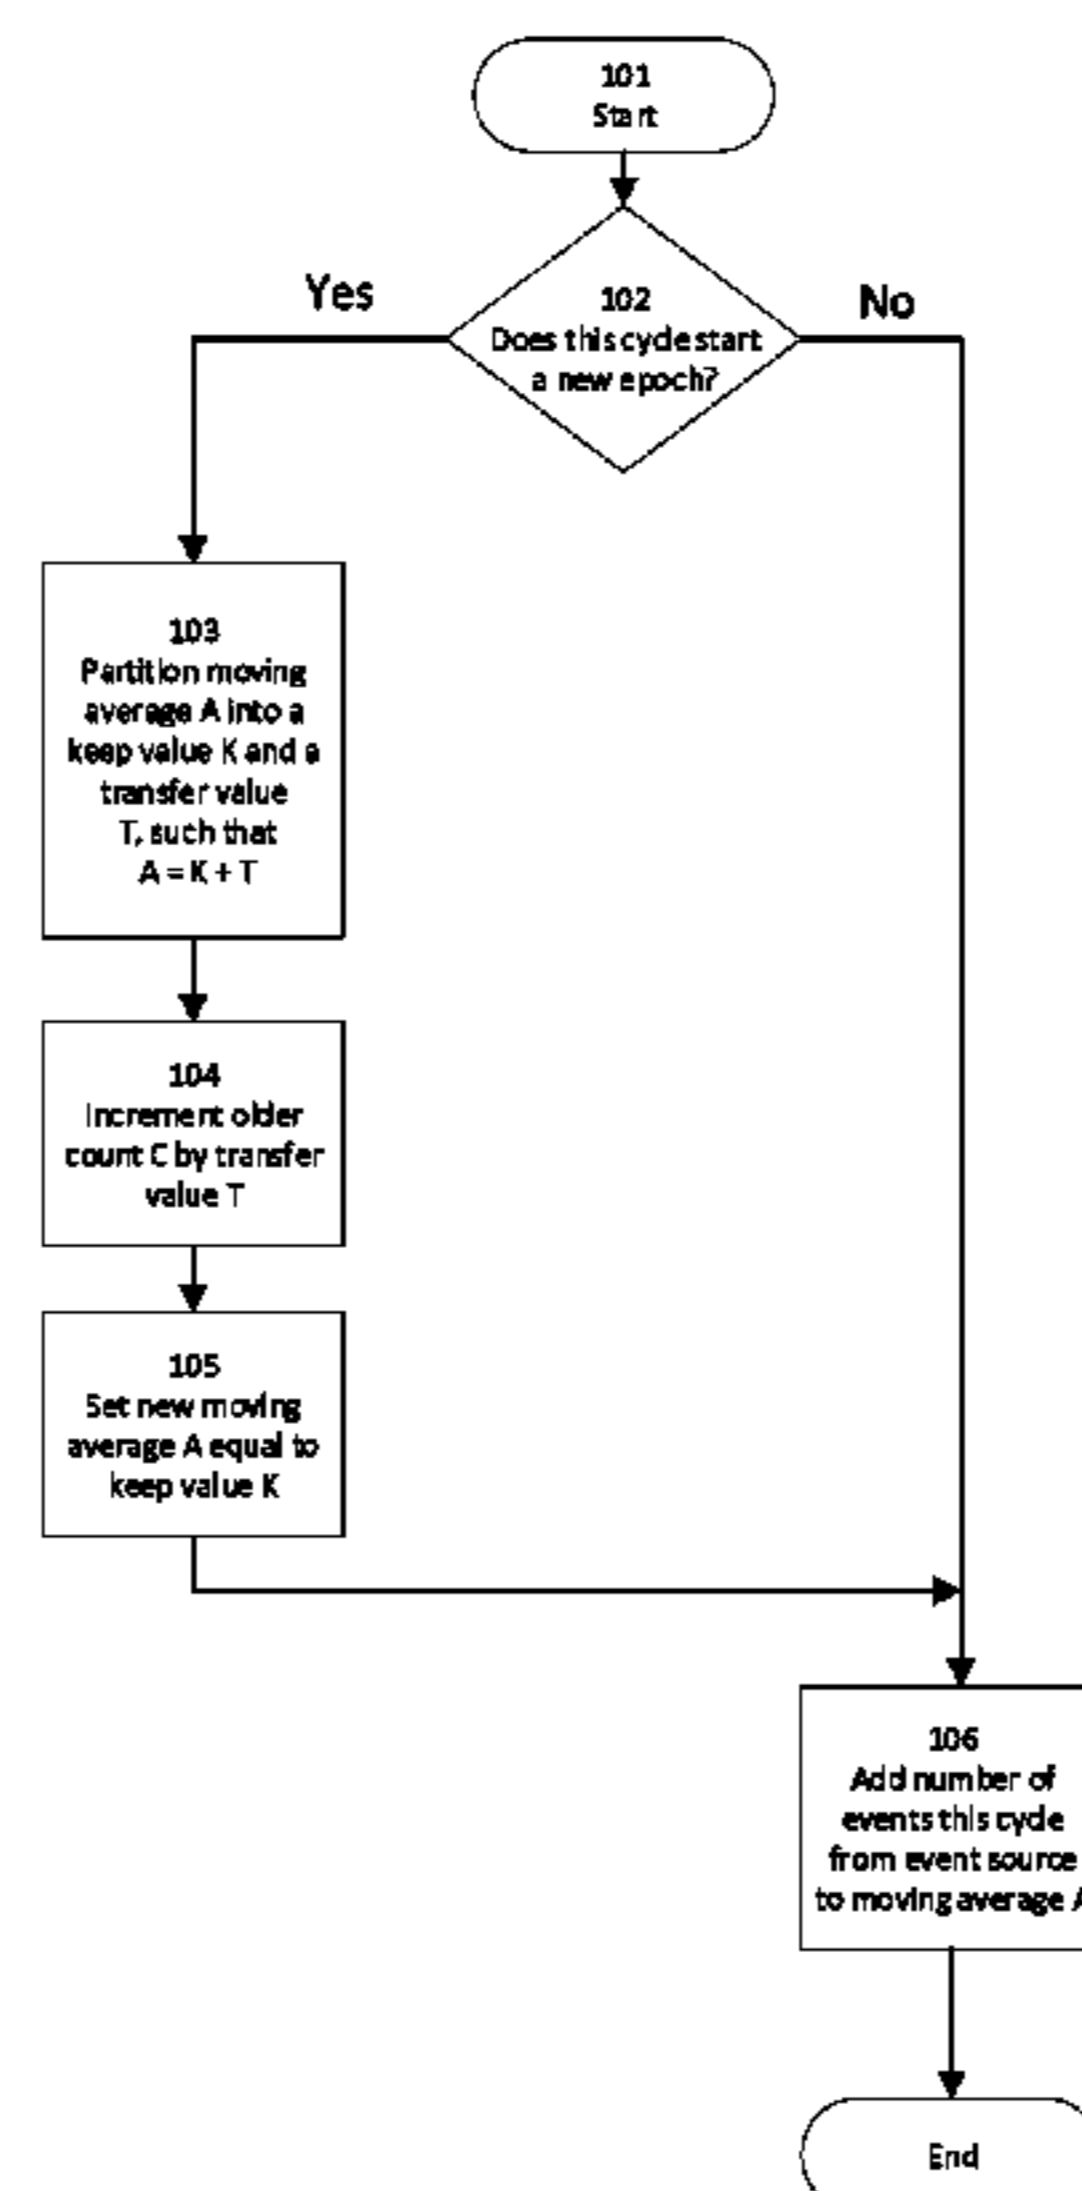 101
Start
Yes
No
102
Does this cycle start
a new epoch?
103
Partition moving
average A into a
keep value K and a
transfer value
T, such that
A = K + T
104
Increment older
count C by transfer
value T
105
Set new moving
average A equal to
keep value K
106
Add number of
events this cycle
from event source
to moving average A
End